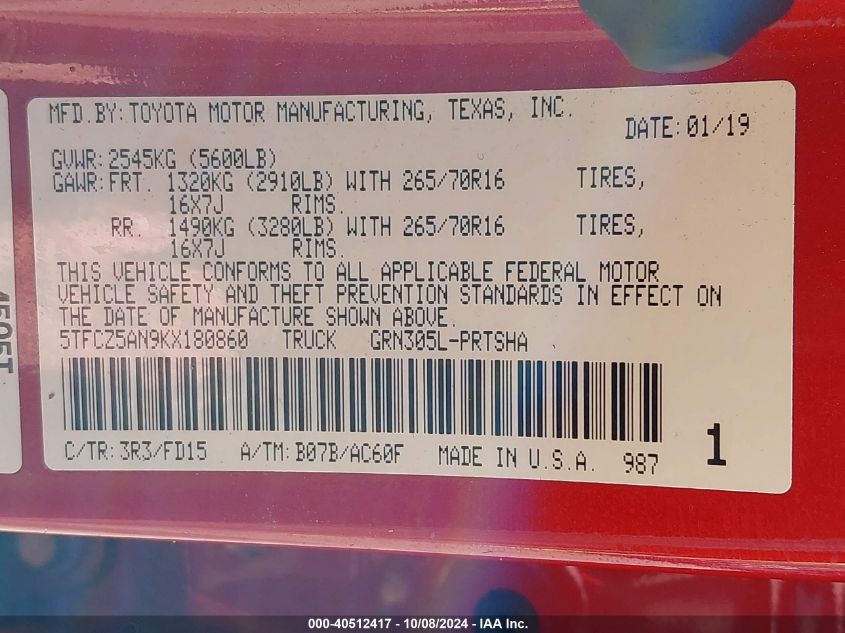 MFD.BY:TOYOTA MOTOR MANUFACTURING, TEXAS, INC.
DATE:01/19
GVWR:2545KG (5600LB)
GAWR:FRT. 1320KG (2910LB) WITH 265/70R16 TIRES,
16X7J RIMS.
RR. 1490KG (3280LB) WITH 265/70R16 TIRES,
16X7J RIMS.
THIS VEHICLE CONFORMS TO ALL APPLICABLE FEDERAL MOTOR
VEHICLE SAFETY AND THEFT PREVENTION STANDARDS IN EFFECT ON
THE DATE OF MANUFACTURE SHOWN ABOVE.
5TFCZ5AN9KX180860 TRUCK GRN305L-PRTSHA
C/TR:3R3/FD15 A/TM:B07B/AC60F MADE IN U.S.A. 987
1
000-40512417 - 10/08/2024 - IAA Inc.